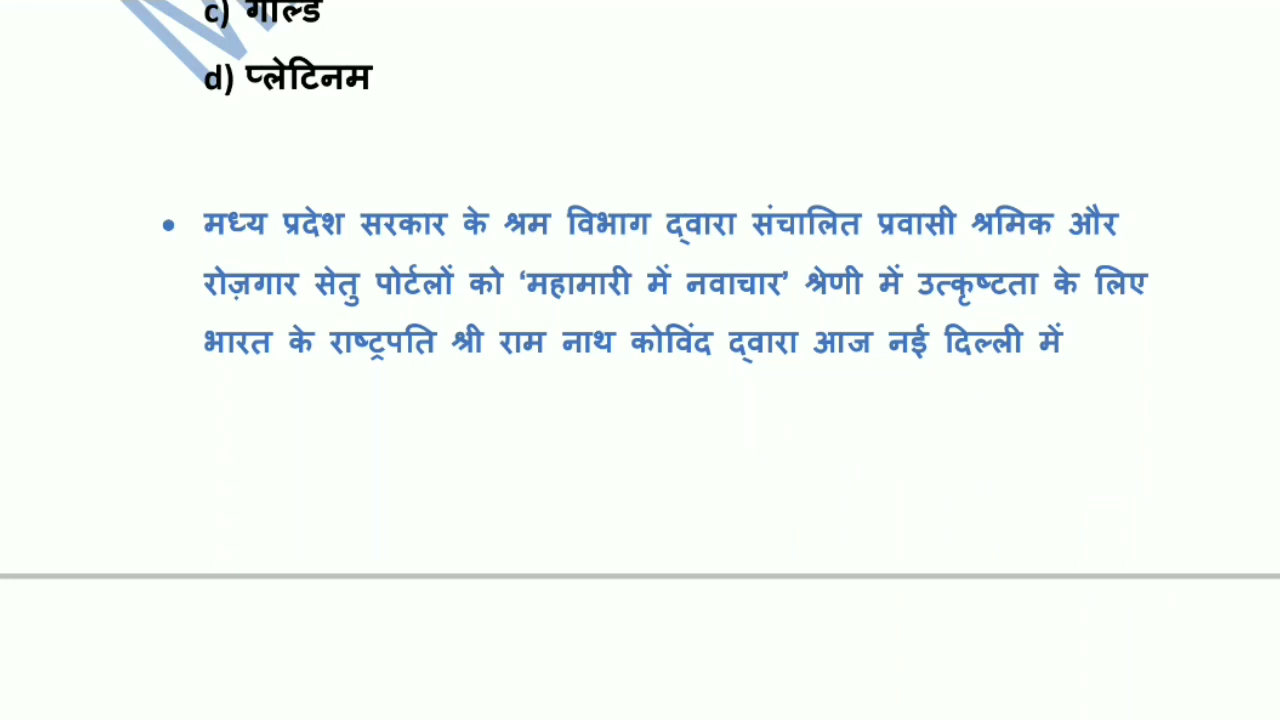 c) गोल्ड
d) प्लेटिनम
• मध्य प्रदेश सरकार के श्रम विभाग द्वारा संचालित प्रवासी श्रमिक और
रोज़गार सेतु पोर्टलों को ‘महामारी में नवाचार’ श्रेणी में उत्कृष्टता के लिए
भारत के राष्ट्रपति श्री राम नाथ कोविंद द्वारा आज नई दिल्ली में